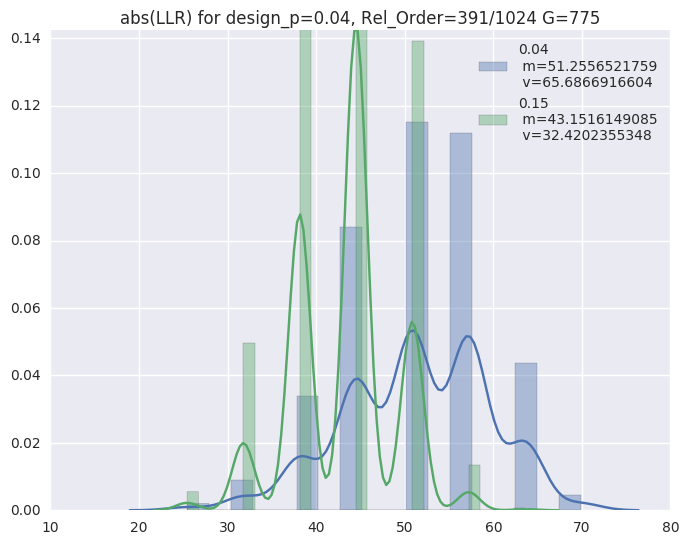 abs(LLR) for design_p=0.04, Rel_Order=391/1024 G=775
0.04
m=51.2556521759
v=65.6866916604
0.15
m=43.1516149085
v=32.4202355348
0.14
0.12
0.10
0.08
0.06
0.04
0.02
0.00
10 20 30 40 50 60 70 80